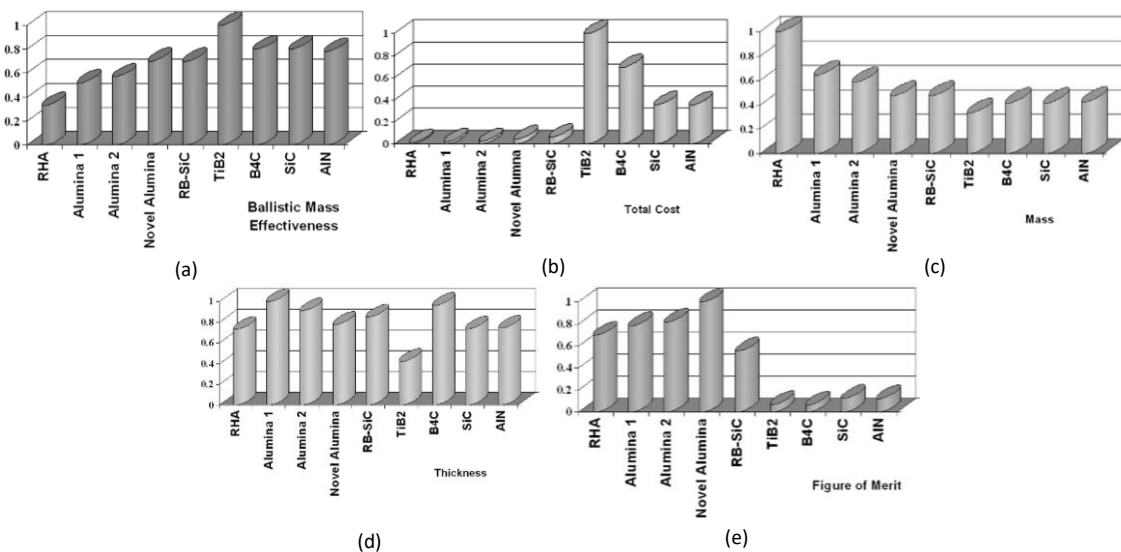 1
0.8
0.6
0.4
0.2
0
RHA
Alumina 1
Alumina 2
Novel Alumina
RB-SiC
TiB2
B4C
SiC
AlN
Ballistic Mass
Effectiveness
(a)
1
0.8
0.6
0.4
0.2
0
RHA
Alumina 1
Alumina 2
Novel Alumina
RB-SiC
TiB2
B4C
SiC
AlN
Total Cost
(b)
1
0.8
0.6
0.4
0.2
0
RHA
Alumina 1
Alumina 2
Novel Alumina
RB-SiC
TiB2
B4C
SiC
AlN
Mass
(c)
1
0.8
0.6
0.4
0.2
0
RHA
Alumina 1
Alumina 2
Novel Alumina
RB-SiC
TiB2
B4C
SiC
AlN
Thickness
(d)
1
0.8
0.6
0.4
0.2
0
RHA
Alumina 1
Alumina 2
Novel Alumina
RB-SiC
TiB2
B4C
SiC
AlN
Figure of Merit
(e)